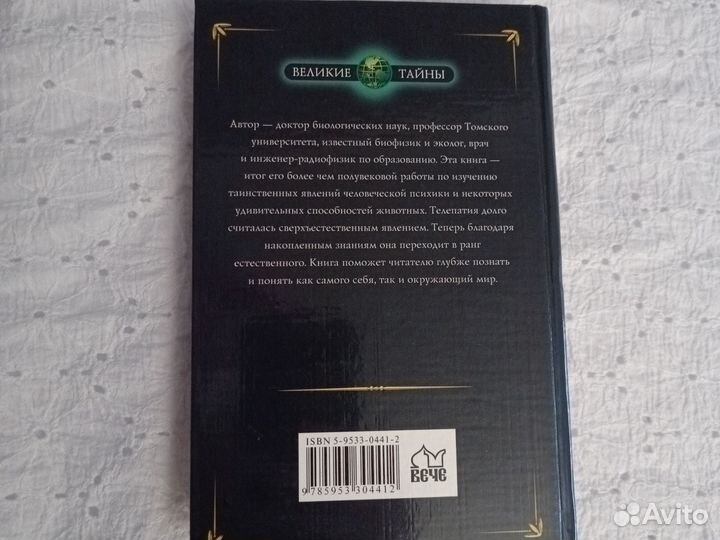 ВЕЛИКИЕ ТАЙНЫ
Автор — доктор биологических наук, профессор Томского
университета, известный биофизик и эколог, врач
и инженер-радиофизик по образованию. Эта книга —
итог его более чем полувековой работы по изучению
таинственных явлений человеческой психики и некоторых
удивительных способностей животных. Телепатия долго
считалась сверхъестественным явлением. Теперь благодаря
накопленным знаниям она переходит в ранг
естественного. Книга поможет читателю глубже познать
и понять как самого себя, так и окружающий мир.
ISBN 5-9533-0441-2
9 785953 304412
ВЕЧЕ
Avito